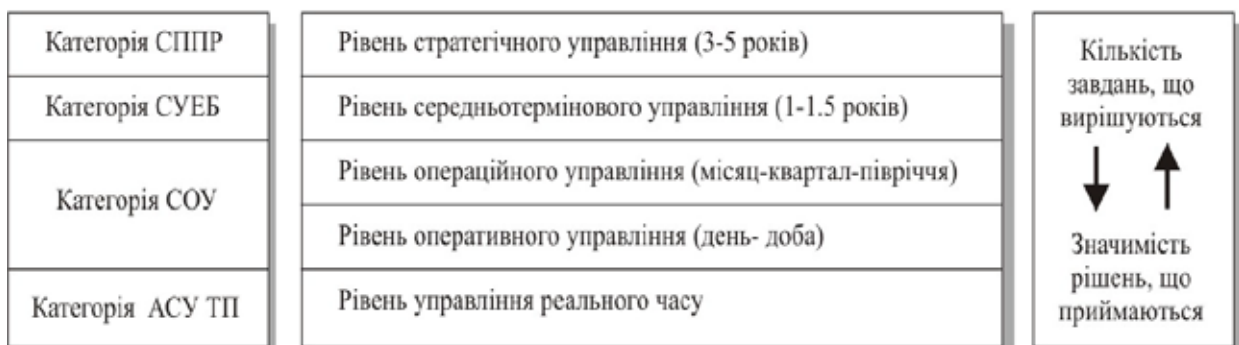 Категорія СППР
Категорія СУЕБ
Категорія СОУ
Категорія АСУ ТП
Рівень стратегічного управління (3-5 років)
Рівень середньотермінового управління (1-1.5 років)
Рівень операційного управління (місяц-квартал-півріччя)
Рівень оперативного управління (день- доба)
Рівень управління реального часу
Кількість
завдань, що
вирішуються
Значимість
рішень, що
приймаються